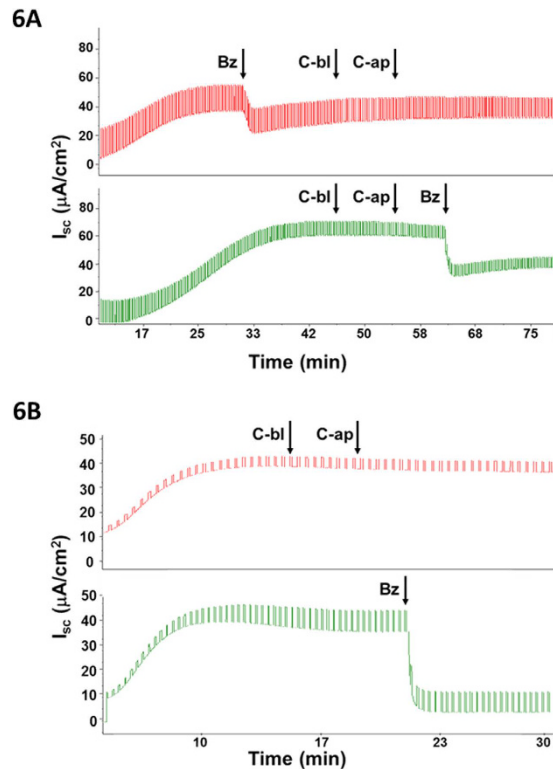 6A
Bz C-bl C-ap
80
60
40
20
0
C-bl C-ap Bz
80
60
40
20
0
Isc (µA/cm²)
17 25 33 42 50 58 68 75
Time (min)
6B
C-bl C-ap
50
40
30
20
10
0
Bz
50
40
30
20
10
0
Isc (µA/cm²)
10 17 23 30
Time (min)